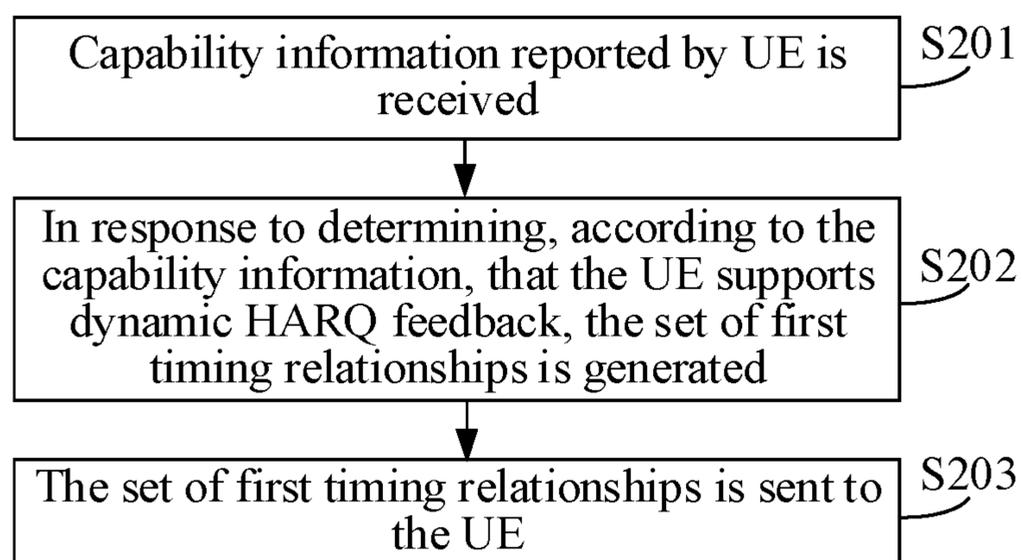 Capability information reported by UE is
received
S201
In response to determining, according to the
capability information, that the UE supports
dynamic HARQ feedback, the set of first
timing relationships is generated
S202
The set of first timing relationships is sent to
the UE
S203